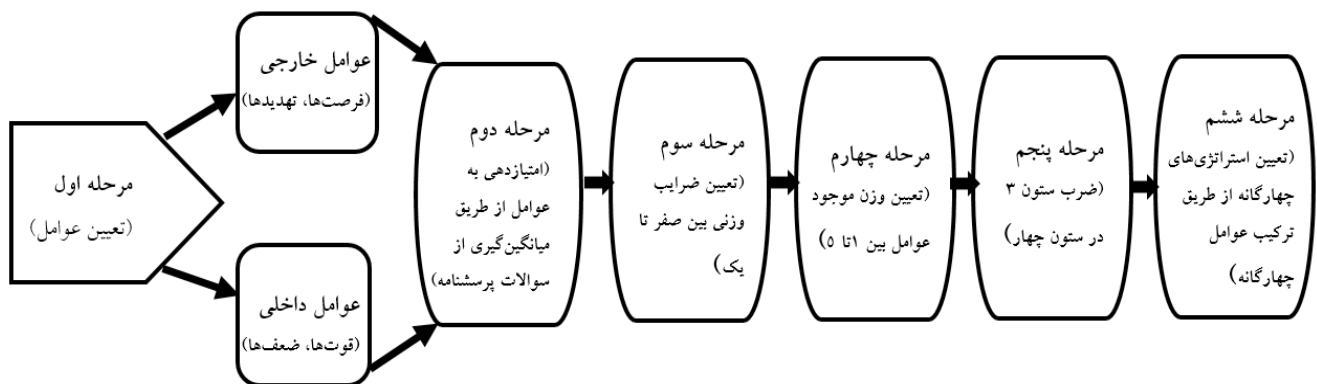 مرحله اول
(تعیین عوامل)
عوامل خارجی
(فرصت‌ها، تهدیدها)
عوامل داخلی
(قوت‌ها، ضعف‌ها)
مرحله دوم
(امتیازدهی به
عوامل از طریق
میانگین‌گیری از
سوالات پرسشنامه)
مرحله سوم
(تعیین ضرایب
وزنی بین صفر تا
یک)
مرحله چهارم
(تعیین وزن موجود
عوامل بین ۱تا ۵)
مرحله پنجم
(ضرب ستون ۳
در ستون چهار)
مرحله ششم
(تعیین استراتژی‌های
چهارگانه از طریق
ترکیب عوامل
چهارگانه)